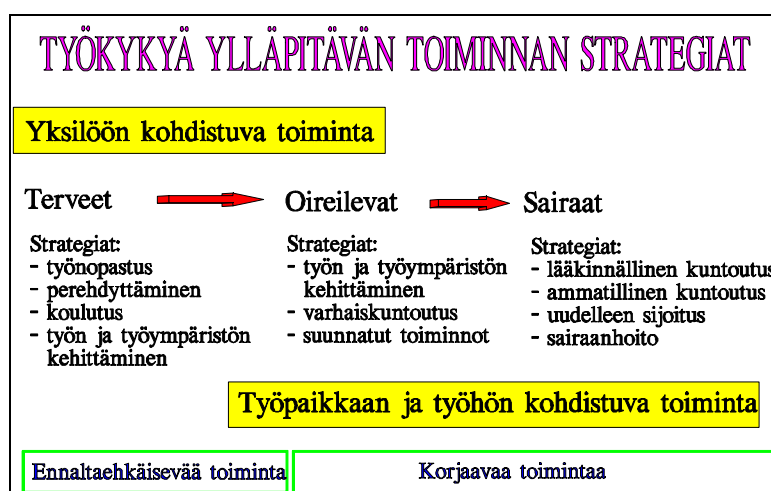 TYÖKYKYÄ YLLÄPITÄVÄN TOIMINNAN STRATEGIAT
Yksilöön kohdistuva toiminta
Terveet
Strategiat:
- työnopastus
- perehdyttäminen
- koulutus
- työn ja työympäristön
kehittäminen
Oireilevat
Strategiat:
- työn ja työympäristön
kehittäminen
- varhaiskuntoutus
- suunnatut toiminnot
Sairaat
Strategiat:
- lääkinnällinen kuntoutus
- ammatillinen kuntoutus
- uudelleen sijoitus
- sairaanhoito
Työpaikkaan ja työhön kohdistuva toiminta
Ennaltaehkäisevää toiminta
Korjaavaa toimintaa